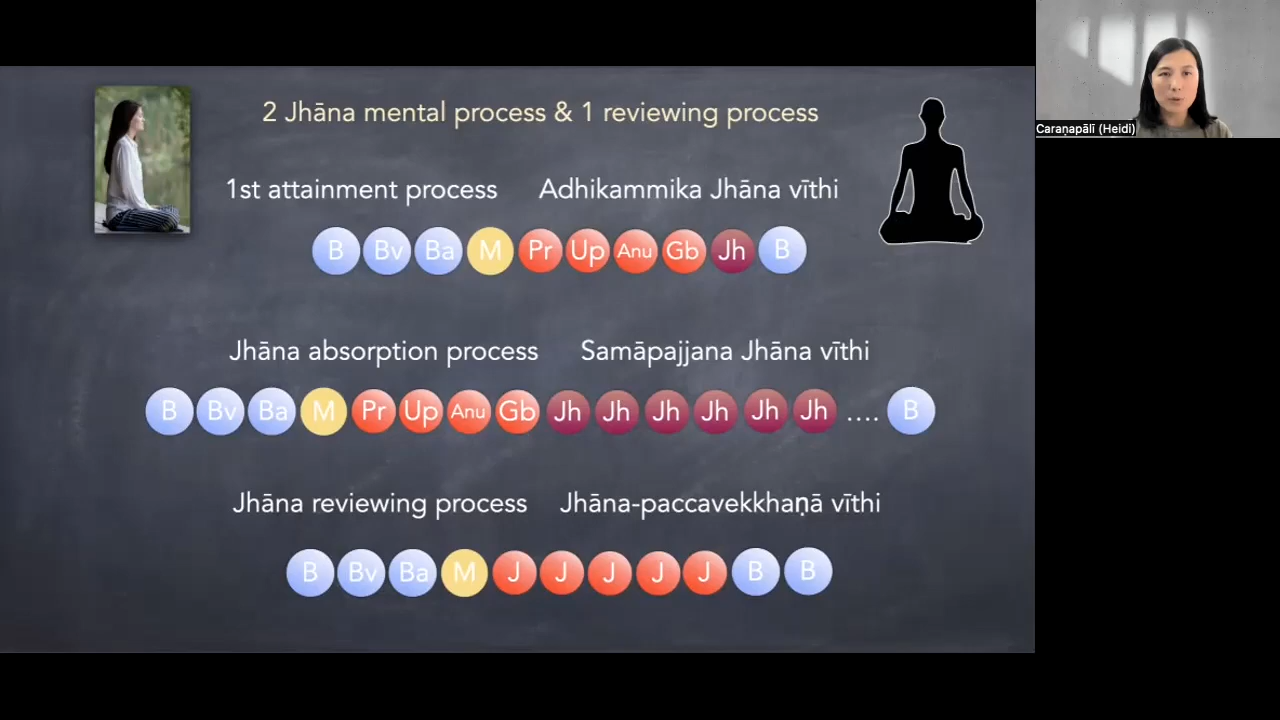 2 Jhāna mental process & 1 reviewing process
1st attainment process Adhikammika Jhāna vīthi
B Bv Ba M Pr Up Anu Gb Jh B
Jhāna absorption process Samāpajjana Jhāna vīthi
B Bv Ba M Pr Up Anu Gb Jh Jh Jh Jh Jh Jh .... B
Jhāna reviewing process Jhāna-paccavekkhaṇā vīthi
B Bv Ba M J J J J J B B
Caraṇapālī (Heidi)